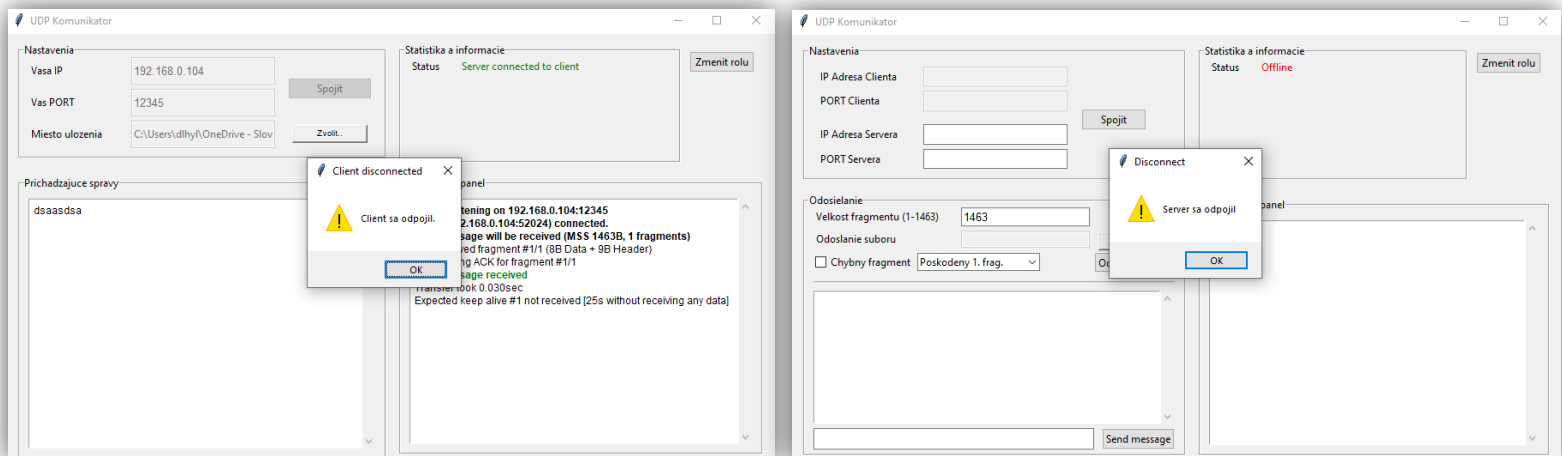 UDP Komunikator
Nastavenia
Vasa IP 192.168.0.104
Spojit
Vas PORT 12345
Miesto ulozenia C:\Users\dlhyl\OneDrive - Slov Zvolit..
Statistika a informacie
Status Server connected to client
Zmenit rolu
Prichadzajuce spravy
dsaasdsa
Client disconnected
Client sa odpojil.
OK
panel
tening on 192.168.0.104:12345
2.168.0.104:52024) connected.
sage will be received (MSS 1463B, 1 fragments)
ved fragment #1/1 (8B Data + 9B Header)
ng ACK for fragment #1/1
sage received
Transfer took 0.030sec
Expected keep alive #1 not received [25s without receiving any data]
UDP Komunikator
Nastavenia
IP Adresa Clienta
PORT Clienta
Spojit
IP Adresa Servera
PORT Servera
Statistika a informacie
Status Offline
Zmenit rolu
Disconnect
Server sa odpojil
OK
Odosielanie
Velkost fragmentu (1-1463) 1463
Odoslanie suboru
Chybny fragment Poskodeny 1. frag.
panel
Send message